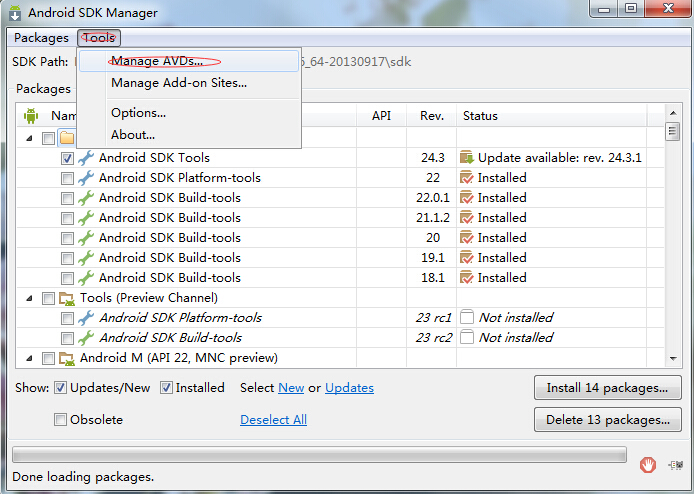 Android SDK Manager
Packages Tools
Manage AVDs...
SDK Path: 5_64-20130917\sdk
Manage Add-on Sites...
Packages
Options...
About...
API Rev. Status
Android SDK Tools 24.3 Update available: rev. 24.3.1
Android SDK Platform-tools 22 Installed
Android SDK Build-tools 22.0.1 Installed
Android SDK Build-tools 21.1.2 Installed
Android SDK Build-tools 20 Installed
Android SDK Build-tools 19.1 Installed
Android SDK Build-tools 18.1 Installed
Tools (Preview Channel)
Android SDK Platform-tools 23 rc1 Not installed
Android SDK Build-tools 23 rc2 Not installed
Android M (API 22, MNC preview)
Show: Updates/New Installed Select New or Updates Install 14 packages...
Obsolete Deselect All Delete 13 packages...
Done loading packages.